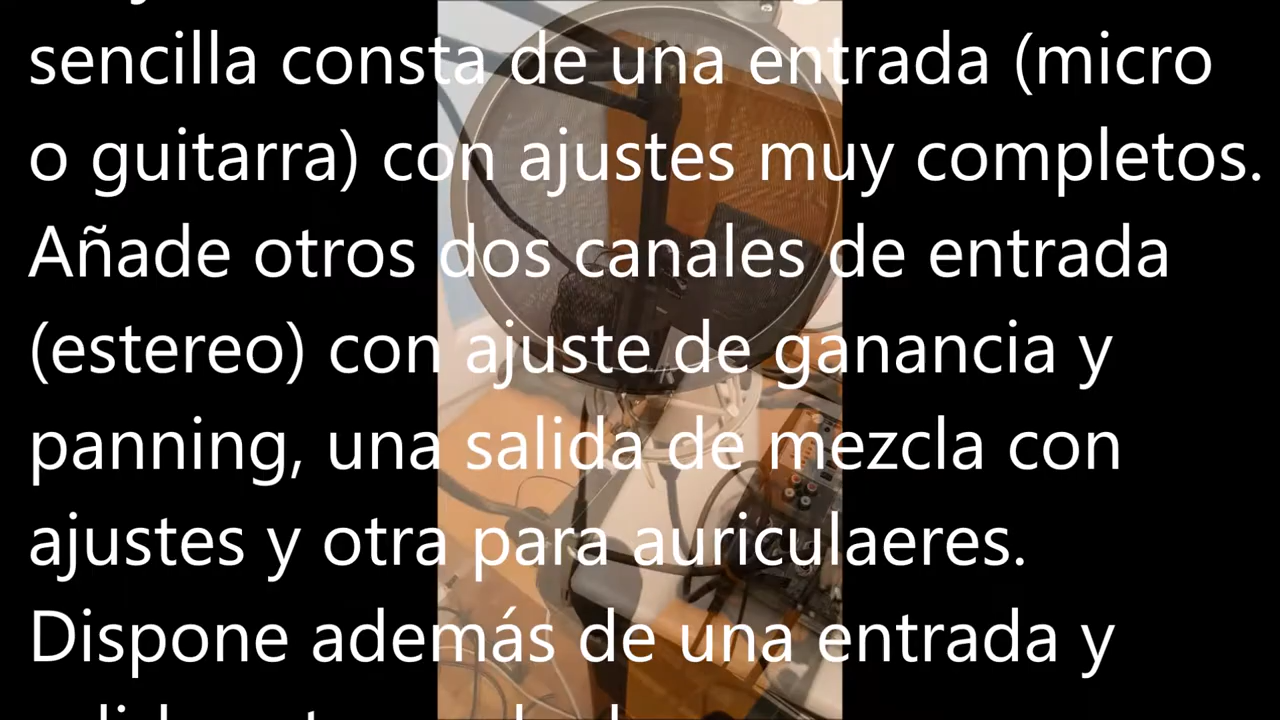 sencilla consta de una entrada (micro
o guitarra) con ajustes muy completos.
Añade otros dos canales de entrada
(estereo) con ajuste de ganancia y
panning, una salida de mezcla con
ajustes y otra para auriculaeres.
Dispone además de una entrada y